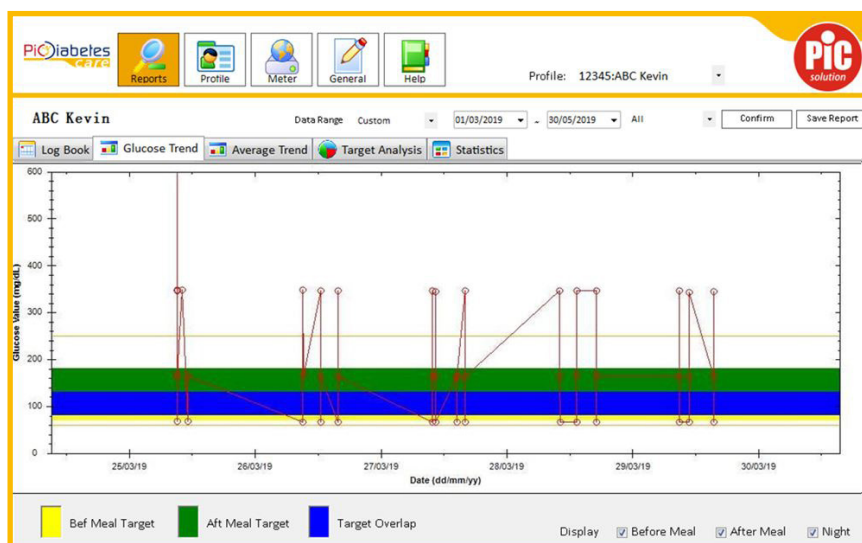 PiC Diabetes
care
Reports
Profile
Meter
General
Help
Profile: 12345:ABC Kevin
PiC
solution
ABC Kevin
Data Range Custom 01/03/2019 ~ 30/05/2019 All Confirm Save Report
Log Book Glucose Trend Average Trend Target Analysis Statistics
Glucose Value (mg/dL)
600
500
400
300
200
100
0
25/03/19 26/03/19 27/03/19 28/03/19 29/03/19 30/03/19
Date (dd/mm/yy)
Bef Meal Target Aft Meal Target Target Overlap
Display Before Meal After Meal Night